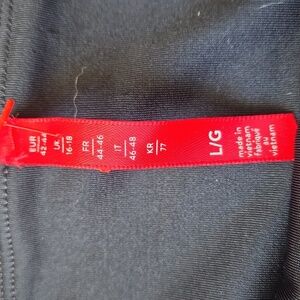 EUR
42-44
UK
16-18
FR
44-46
IT
46-48
KR
77
L/G
made in
vietnam
fabriqué
au
vietnam